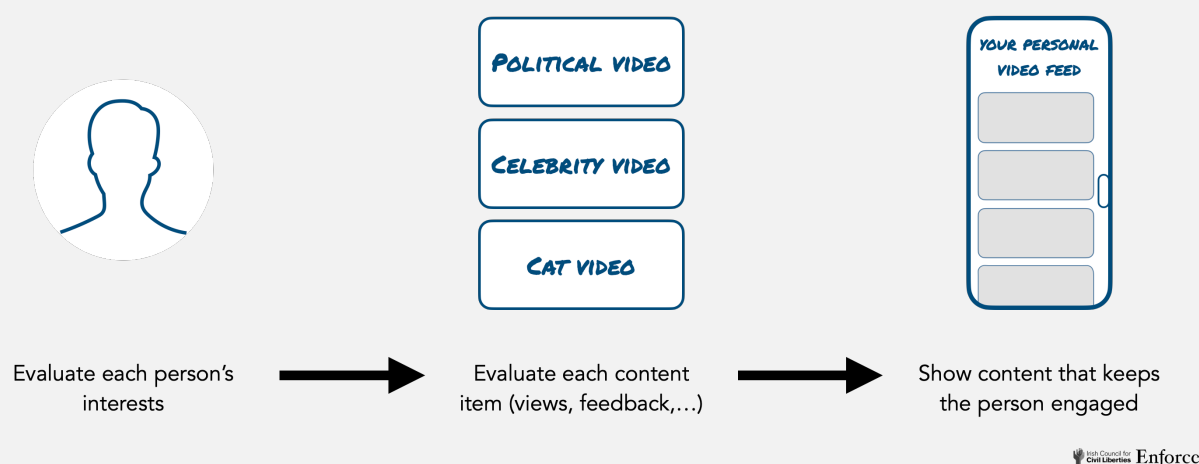 POLITICAL VIDEO
CELEBRITY VIDEO
CAT VIDEO
YOUR PERSONAL
VIDEO FEED
Evaluate each person's
interests
Evaluate each content
item (views, feedback,…)
Show content that keeps
the person engaged
Irish Council for
Civil Liberties
Enforce